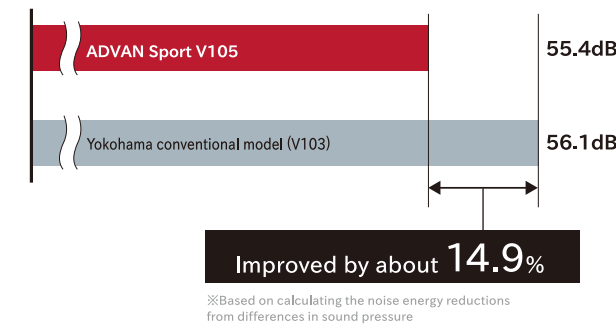 ADVAN Sport V105
55.4dB
Yokohama conventional model (V103)
56.1dB
Improved by about 14.9%
※Based on calculating the noise energy reductions
from differences in sound pressure